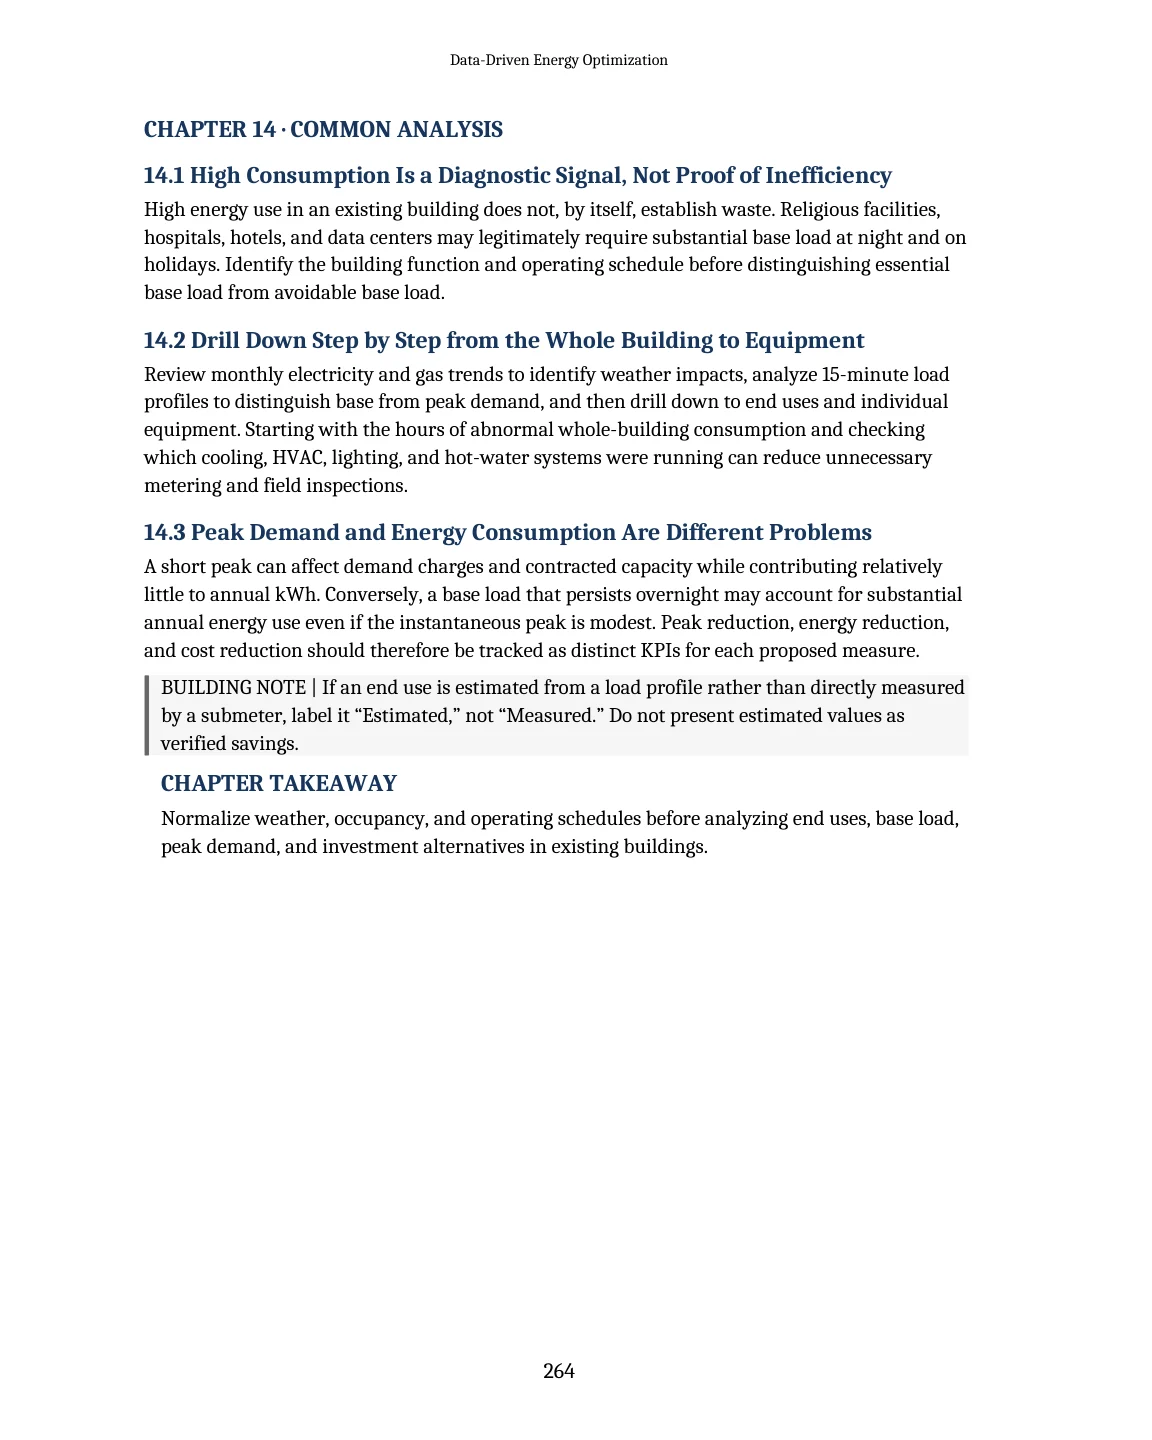 Data-Driven Energy Optimization
CHAPTER 14 · COMMON ANALYSIS
14.1 High Consumption Is a Diagnostic Signal, Not Proof of Inefficiency
High energy use in an existing building does not, by itself, establish waste. Religious facilities,
hospitals, hotels, and data centers may legitimately require substantial base load at night and on
holidays. Identify the building function and operating schedule before distinguishing essential
base load from avoidable base load.
14.2 Drill Down Step by Step from the Whole Building to Equipment
Review monthly electricity and gas trends to identify weather impacts, analyze 15-minute load
profiles to distinguish base from peak demand, and then drill down to end uses and individual
equipment. Starting with the hours of abnormal whole-building consumption and checking
which cooling, HVAC, lighting, and hot-water systems were running can reduce unnecessary
metering and field inspections.
14.3 Peak Demand and Energy Consumption Are Different Problems
A short peak can affect demand charges and contracted capacity while contributing relatively
little to annual kWh. Conversely, a base load that persists overnight may account for substantial
annual energy use even if the instantaneous peak is modest. Peak reduction, energy reduction,
and cost reduction should therefore be tracked as distinct KPIs for each proposed measure.
BUILDING NOTE | If an end use is estimated from a load profile rather than directly measured
by a submeter, label it “Estimated,” not “Measured.” Do not present estimated values as
verified savings.
CHAPTER TAKEAWAY
Normalize weather, occupancy, and operating schedules before analyzing end uses, base load,
peak demand, and investment alternatives in existing buildings.
264